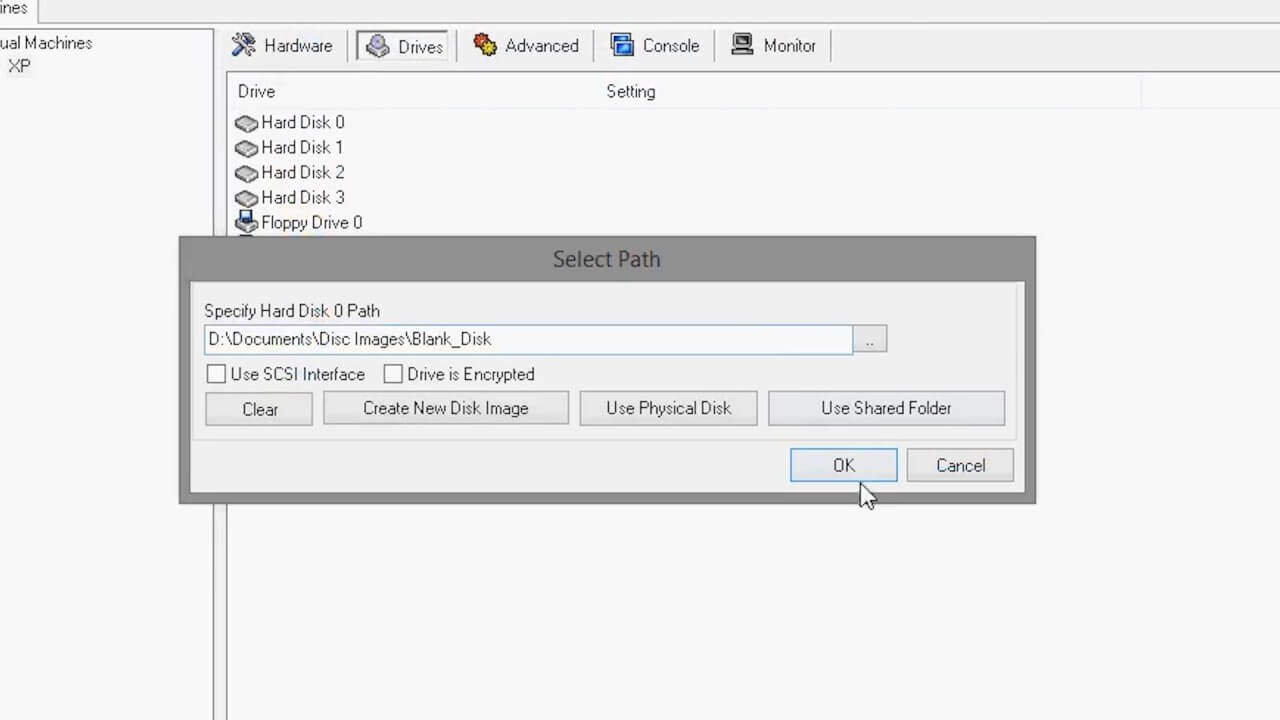 ines
ual Machines
XP
Hardware Drives Advanced Console Monitor
Drive Setting
Hard Disk 0
Hard Disk 1
Hard Disk 2
Hard Disk 3
Floppy Drive 0
Select Path
Specify Hard Disk 0 Path
D:\Documents\Disc Images\Blank_Disk ..
Use SCSI Interface Drive is Encrypted
Clear Create New Disk Image Use Physical Disk Use Shared Folder
OK Cancel